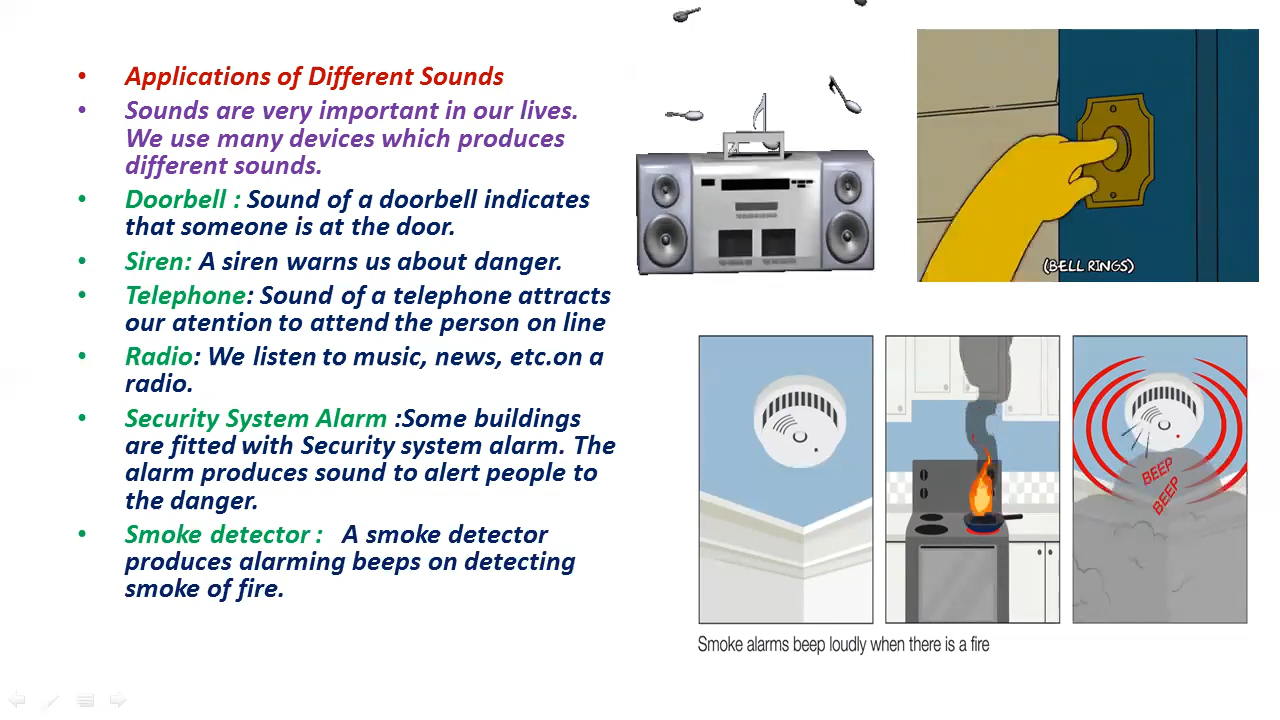 • Applications of Different Sounds
• Sounds are very important in our lives.
We use many devices which produces
different sounds.
• Doorbell : Sound of a doorbell indicates
that someone is at the door.
• Siren: A siren warns us about danger.
• Telephone: Sound of a telephone attracts
our atention to attend the person on line
• Radio: We listen to music, news, etc.on a
radio.
• Security System Alarm :Some buildings
are fitted with Security system alarm. The
alarm produces sound to alert people to
the danger.
• Smoke detector : A smoke detector
produces alarming beeps on detecting
smoke of fire.
(BELL RINGS)
BEEP
BEEP
Smoke alarms beep loudly when there is a fire